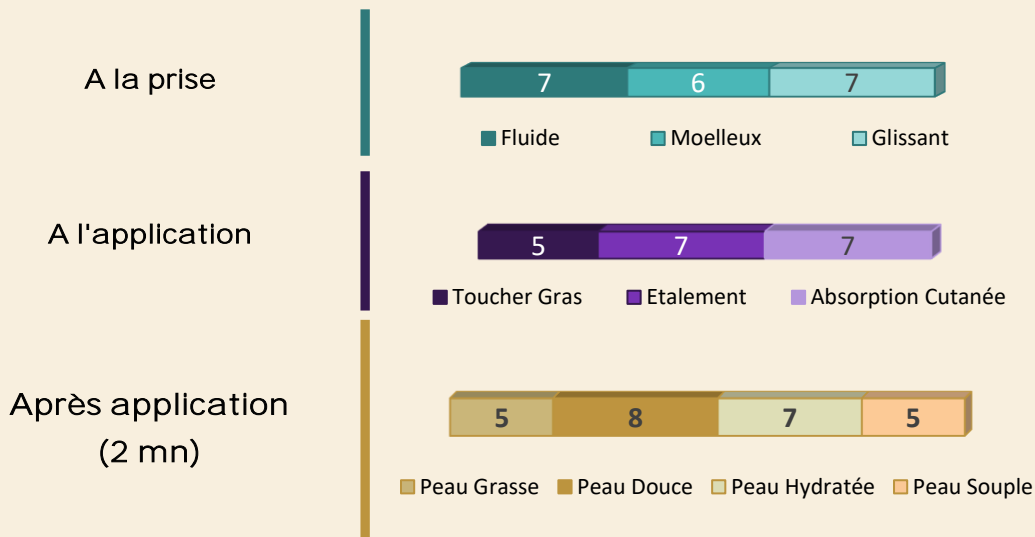 A la prise
7 6 7
Fluide Moelleux Glissant
A l'application
5 7 7
Toucher Gras Etalement Absorption Cutanée
Après application
(2 mn)
5 8 7 5
Peau Grasse Peau Douce Peau Hydratée Peau Souple